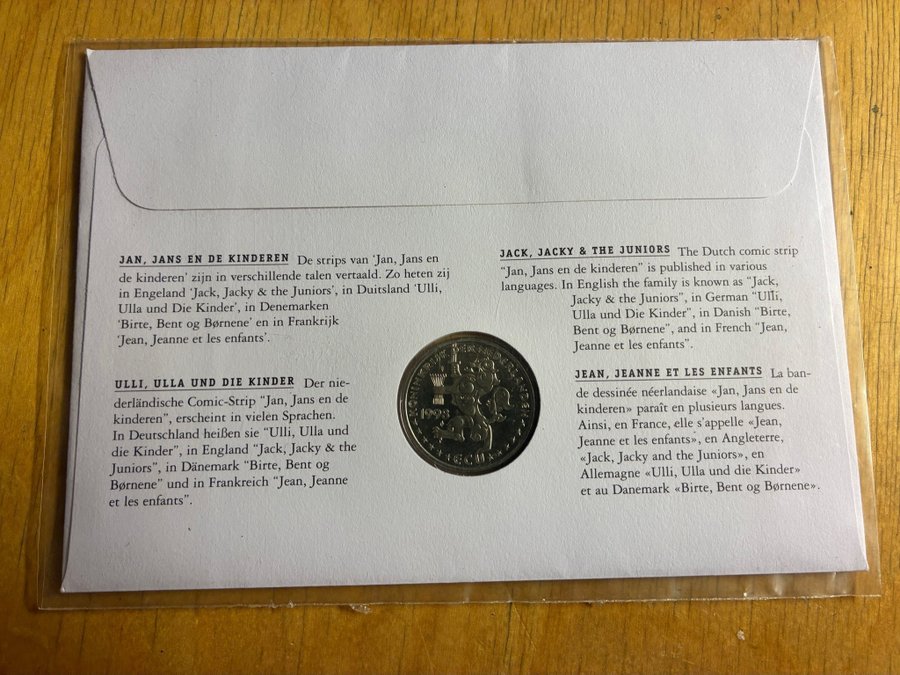 JAN, JANS EN DE KINDEREN De strips van 'Jan, Jans en
de kinderen' zijn in verschillende talen vertaald. Zo heten zij
in Engeland 'Jack, Jacky & the Juniors', in Duitsland 'Ulli,
Ulla und Die Kinder', in Denemarken
'Birte, Bent og Børnene' en in Frankrijk
'Jean, Jeanne et les enfants'.
JACK, JACKY & THE JUNIORS The Dutch comic strip
"Jan, Jans en de kinderen" is published in various
languages. In English the family is known as "Jack,
Jacky & the Juniors", in German "Ulli,
Ulla und Die Kinder", in Danish "Birte,
Bent og Børnene", and in French "Jean,
Jeanne et les enfants".
ULLI, ULLA UND DIE KINDER Der nie-
derländische Comic-Strip "Jan, Jans en de
kinderen", erscheint in vielen Sprachen.
In Deutschland heißen sie "Ulli, Ulla und
die Kinder", in England "Jack, Jacky & the
Juniors", in Dänemark "Birte, Bent og
Børnene" und in Frankreich "Jean, Jeanne
et les enfants".
JEAN, JEANNE ET LES ENFANTS La ban-
de dessinée néerlandaise «Jan, Jans en de
kinderen» paraît en plusieurs langues.
Ainsi, en France, elle s'appelle «Jean,
Jeanne et les enfants», en Angleterre,
«Jack, Jacky and the Juniors», en
Allemagne «Ulli, Ulla und die Kinder»
et au Danemark «Birte, Bent og Børnene».
KONINKRIJK DER NEDERLANDEN
1998
ECU